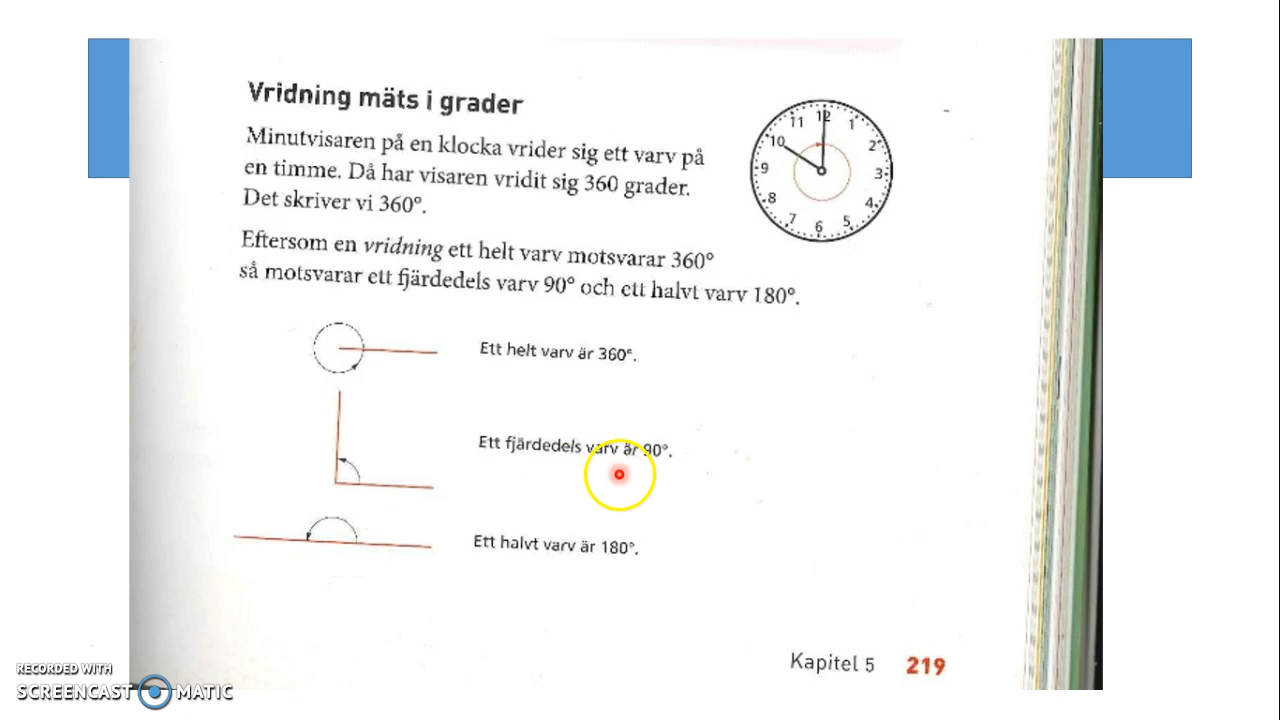 Vridning mäts i grader
Minutvisaren på en klocka vrider sig ett varv på
en timme. Då har visaren vridit sig 360 grader.
Det skriver vi 360°.
Eftersom en vridning ett helt varv motsvarar 360°
så motsvarar ett fjärdedels varv 90° och ett halvt varv 180°.
12
1
2
3
4
5
6
7
8
9
10
11
Ett helt varv är 360°.
Ett fjärdedels varv är 90°.
Ett halvt varv är 180°.
Kapitel 5 219
RECORDED WITH
SCREENCAST MATIC